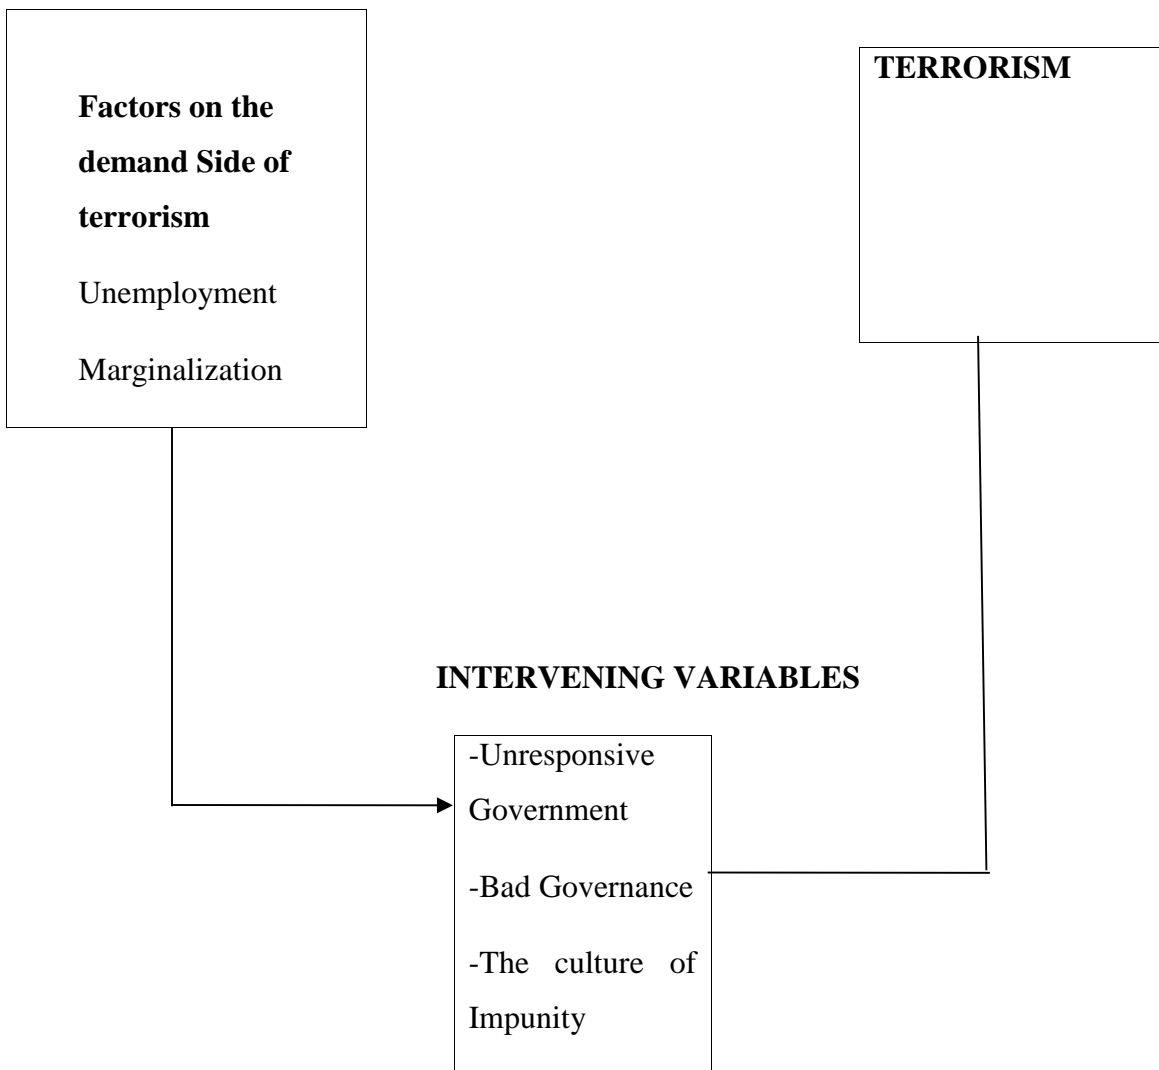 Factors on the
demand Side of
terrorism
Unemployment
Marginalization
TERRORISM
INTERVENING VARIABLES
-Unresponsive
Government
-Bad Governance
-The culture of
Impunity